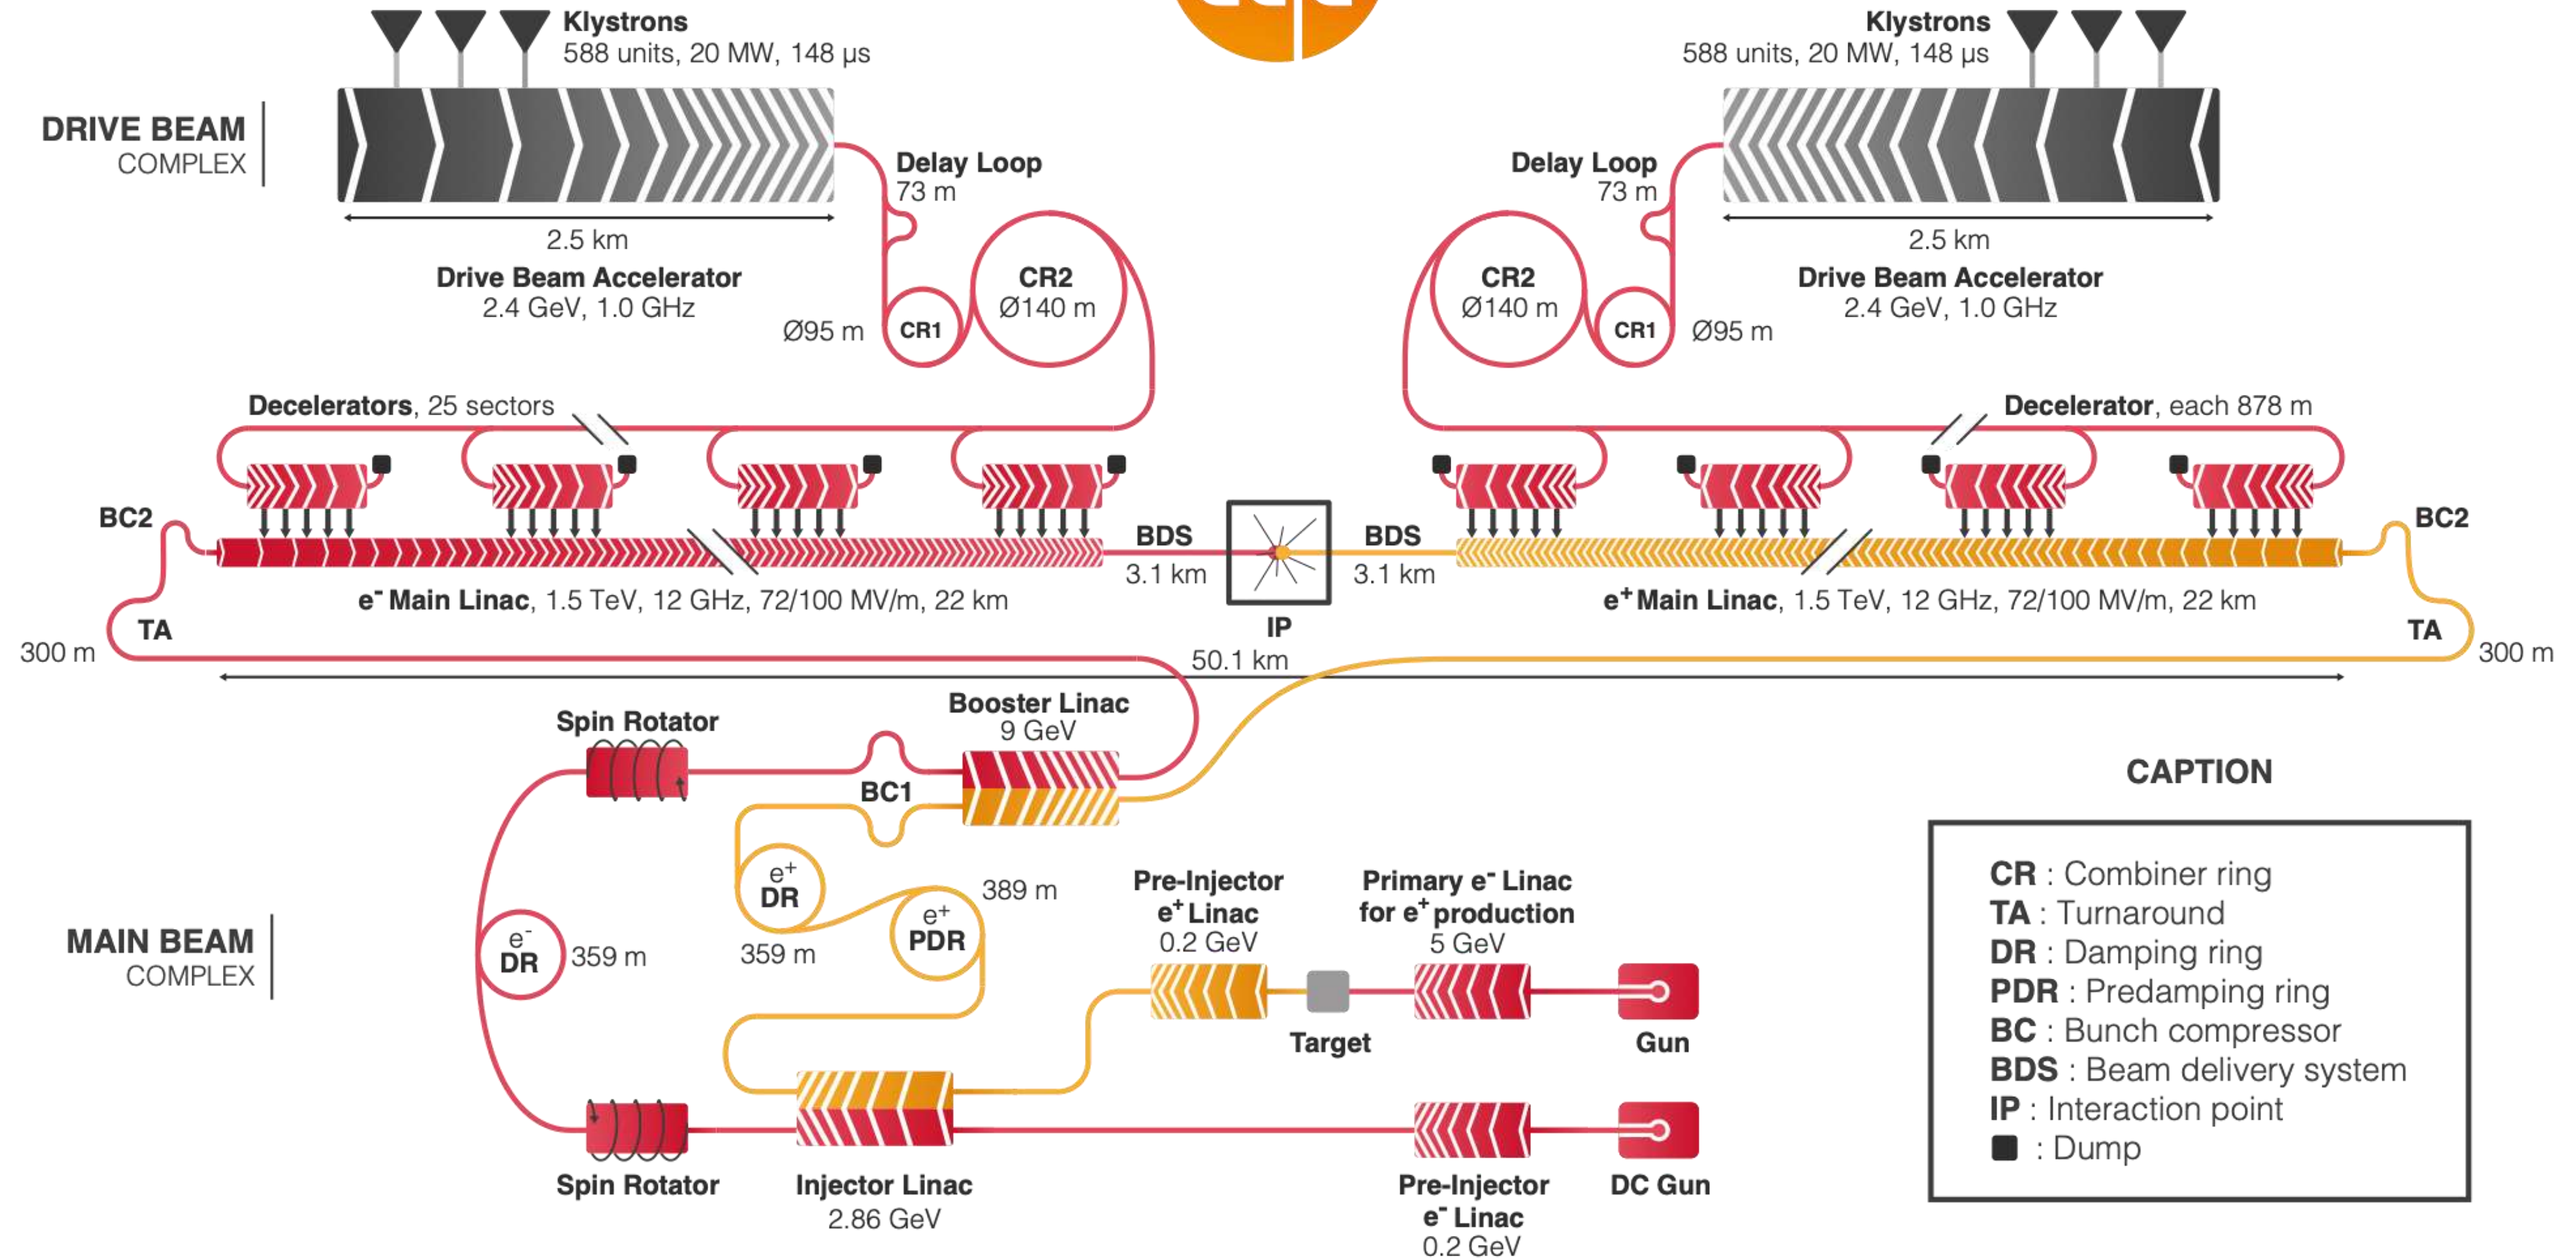 Klystrons
588 units, 20 MW, 148 µs
Klystrons
588 units, 20 MW, 148 µs
DRIVE BEAM
COMPLEX
Delay Loop
73 m
Delay Loop
73 m
2.5 km
Drive Beam Accelerator
2.4 GeV, 1.0 GHz
CR2
Ø140 m
Ø95 m
CR1
CR2
Ø140 m
CR1
Ø95 m
2.5 km
Drive Beam Accelerator
2.4 GeV, 1.0 GHz
Decelerators, 25 sectors
Decelerator, each 878 m
BC2
BDS
3.1 km
BDS
3.1 km
BC2
e- Main Linac, 1.5 TeV, 12 GHz, 72/100 MV/m, 22 km
IP
e+ Main Linac, 1.5 TeV, 12 GHz, 72/100 MV/m, 22 km
TA
300 m
TA
300 m
50.1 km
Booster Linac
9 GeV
Spin Rotator
BC1
e+
DR
359 m
e+
PDR
389 m
Pre-Injector
e+ Linac
0.2 GeV
Primary e- Linac
for e+ production
5 GeV
MAIN BEAM
COMPLEX
e-
DR
359 m
Target
Gun
Spin Rotator
Injector Linac
2.86 GeV
Pre-Injector
e- Linac
0.2 GeV
DC Gun
CAPTION
CR : Combiner ring
TA : Turnaround
DR : Damping ring
PDR : Predamping ring
BC : Bunch compressor
BDS : Beam delivery system
IP : Interaction point
: Dump